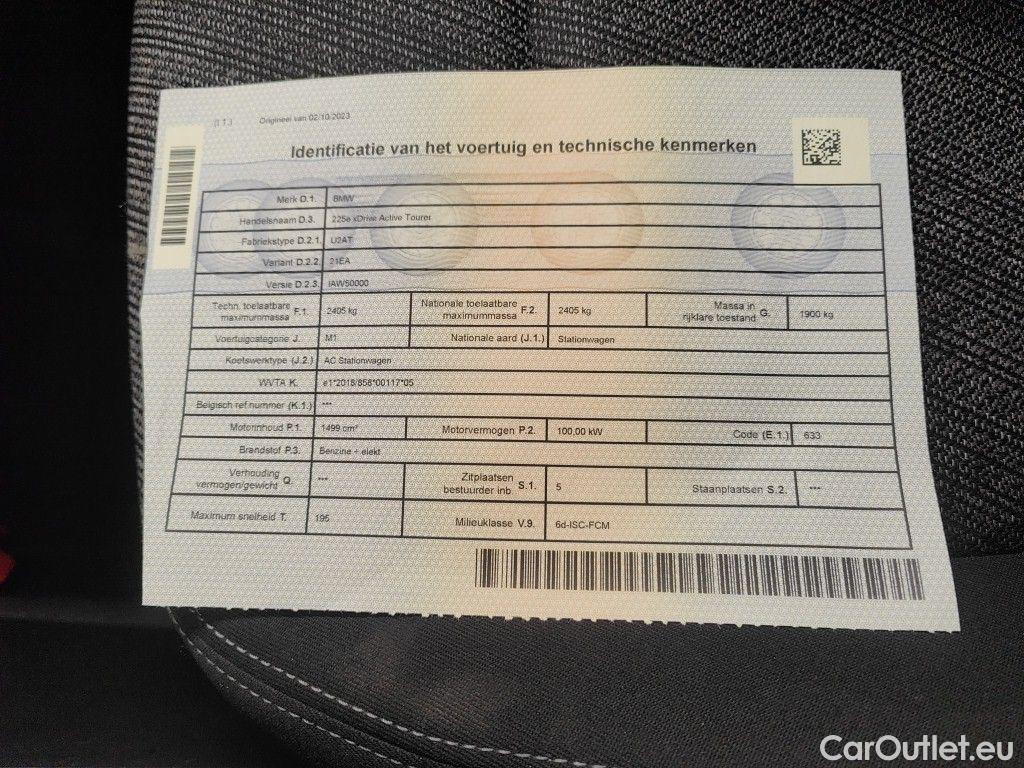 (1.1.) Origineel van 02/10/2023
Identificatie van het voertuig en technische kenmerken
Merk D.1. BMW
Handelsnaam D.3. 225e xDrive Active Tourer
Fabriekstype D.2.1. U2AT
Variant D.2.2. 21EA
Versie D.2.3. IAW50000
Techn. toelaatbare maximummassa F.1. 2405 kg Nationale toelaatbare maximummassa F.2. 2405 kg Massa in rijklare toestand G. 1900 kg
Voertuigcategorie J. M1 Nationale aard (J.1.) Stationwagen
Koetswerktype (J.2.) AC Stationwagen
WVTA K. e1*2018/858*00117*05
Belgisch ref.nummer (K.1.) ***
Motorinhoud P.1. 1499 cm³ Motorvermogen P.2. 100,00 kW Code (E.1.) 633
Brandstof P.3. Benzine + elekt
Verhouding vermogen/gewicht Q. *** Zitplaatsen bestuurder inb. S.1. 5 Staanplaatsen S.2. ***
Maximum snelheid T. 195 Milieuklasse V.9. 6d-ISC-FCM
CarOutlet.eu